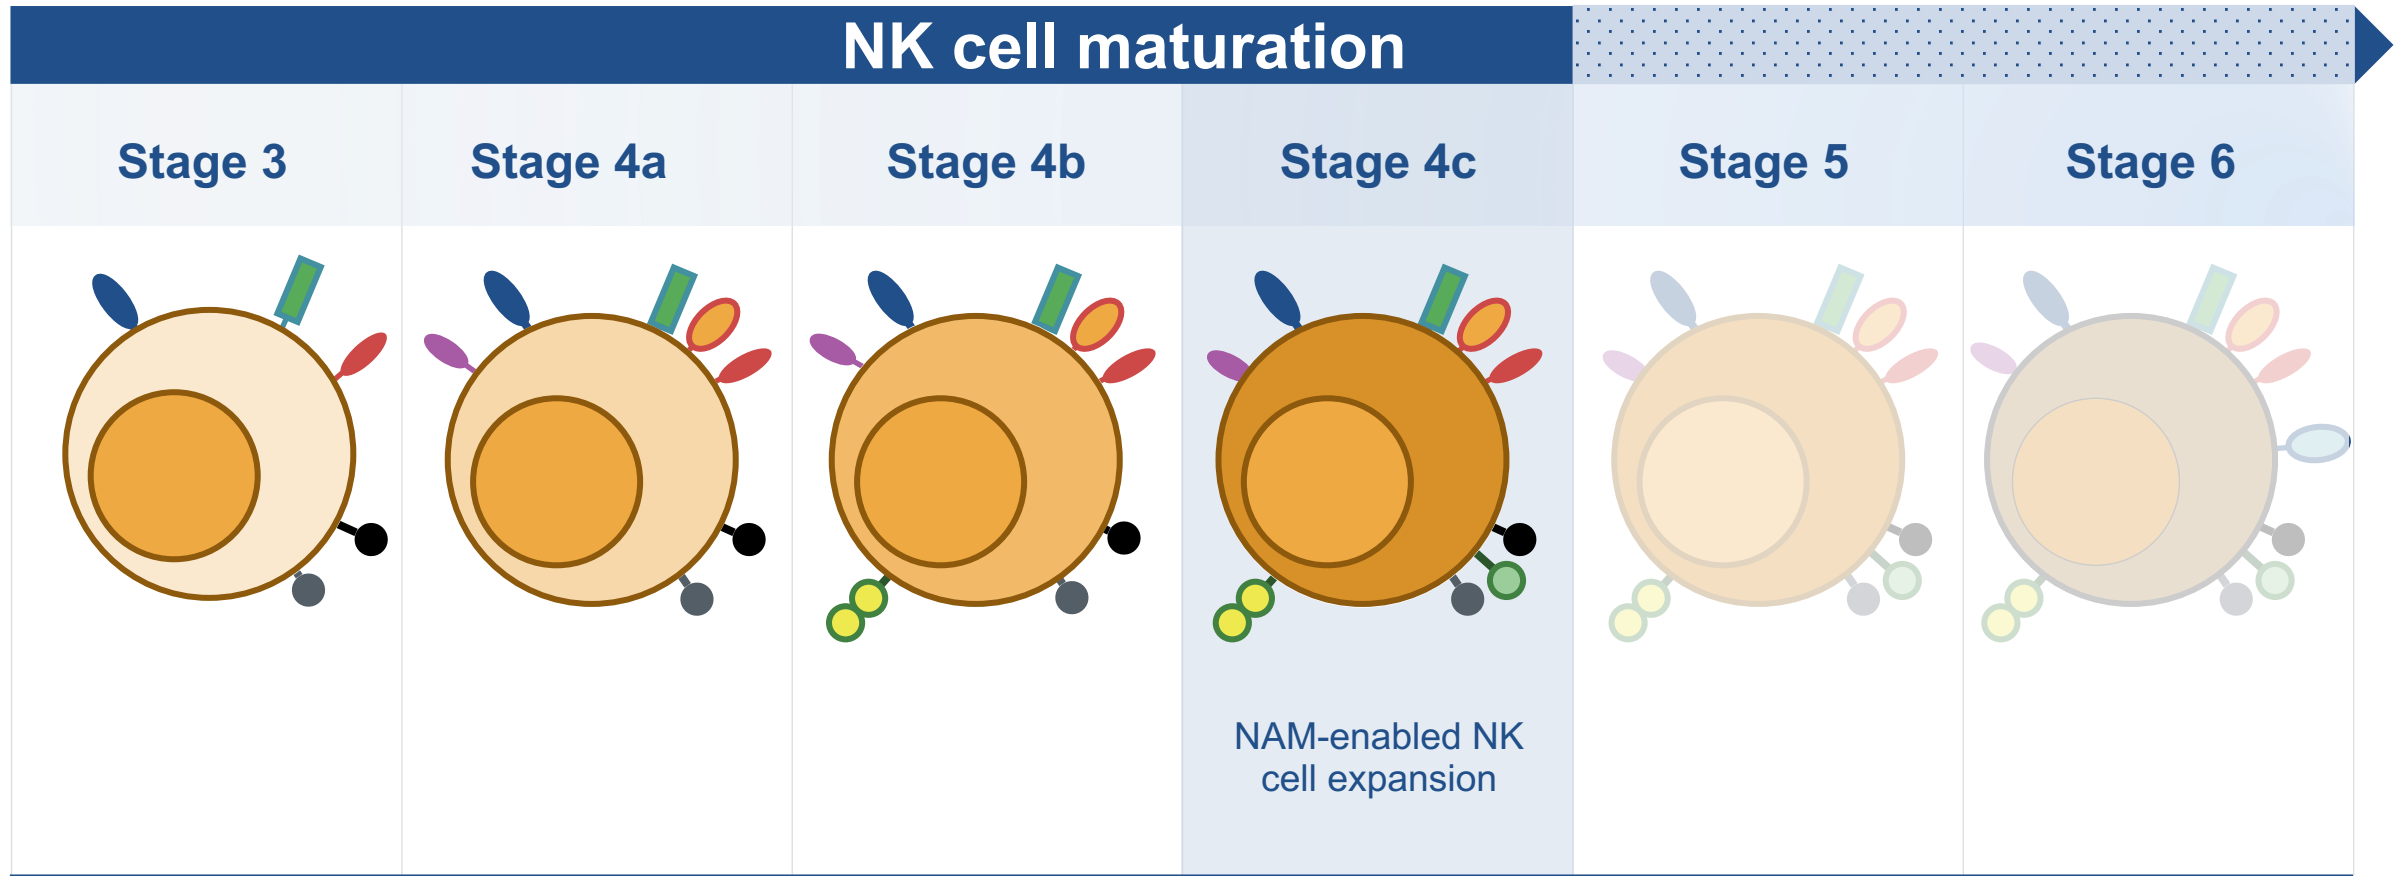 NK cell maturation
Stage 3
Stage 4a
Stage 4b
Stage 4c
Stage 5
Stage 6
NAM-enabled NK
cell expansion